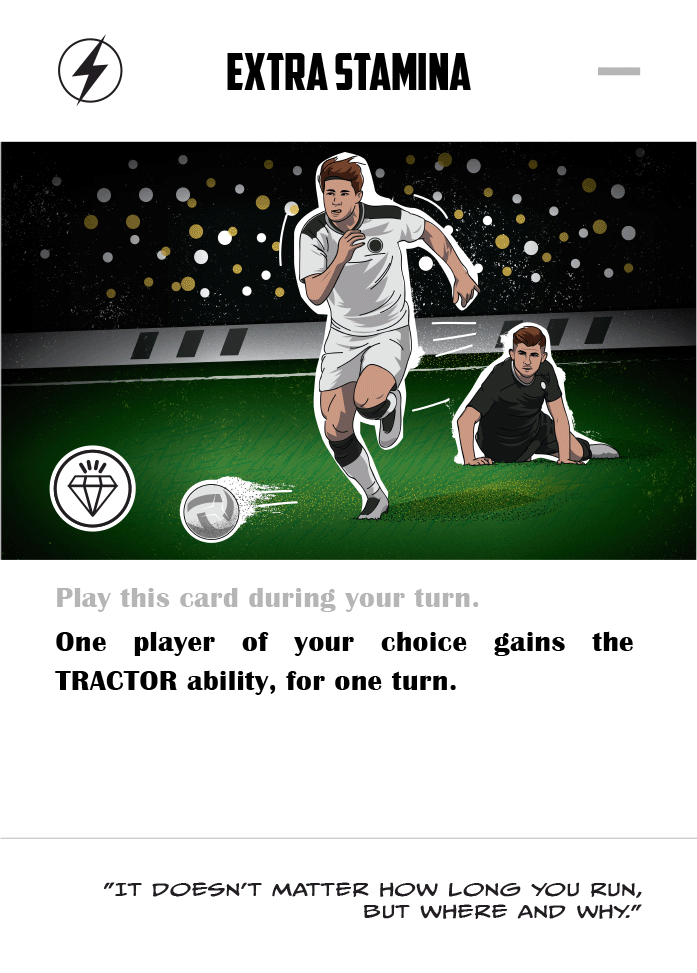 EXTRA STAMINA
Play this card during your turn.
One player of your choice gains the
TRACTOR ability, for one turn.
"IT DOESN'T MATTER HOW LONG YOU RUN,
BUT WHERE AND WHY."